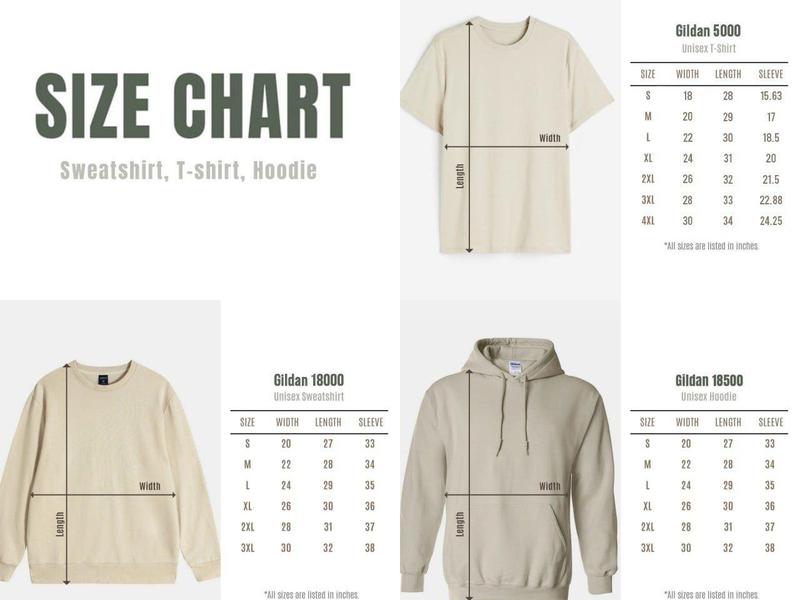 SIZE CHART
Sweatshirt, T-shirt, Hoodie
Width
Length
Gildan 5000
Unisex T-Shirt
SIZE WIDTH LENGTH SLEEVE
S 18 28 15.63
M 20 29 17
L 22 30 18.5
XL 24 31 20
2XL 26 32 21.5
3XL 28 33 22.88
4XL 30 34 24.25
*All sizes are listed in inches.
Width
Length
Gildan 18000
Unisex Sweatshirt
SIZE WIDTH LENGTH SLEEVE
S 20 27 33
M 22 28 34
L 24 29 35
XL 26 30 36
2XL 28 31 37
3XL 30 32 38
*All sizes are listed in inches.
Width
Length
Gildan 18500
Unisex Hoodie
SIZE WIDTH LENGTH SLEEVE
S 20 27 33
M 22 28 34
L 24 29 35
XL 26 30 36
2XL 28 31 37
3XL 30 32 38
*All sizes are listed in inches.